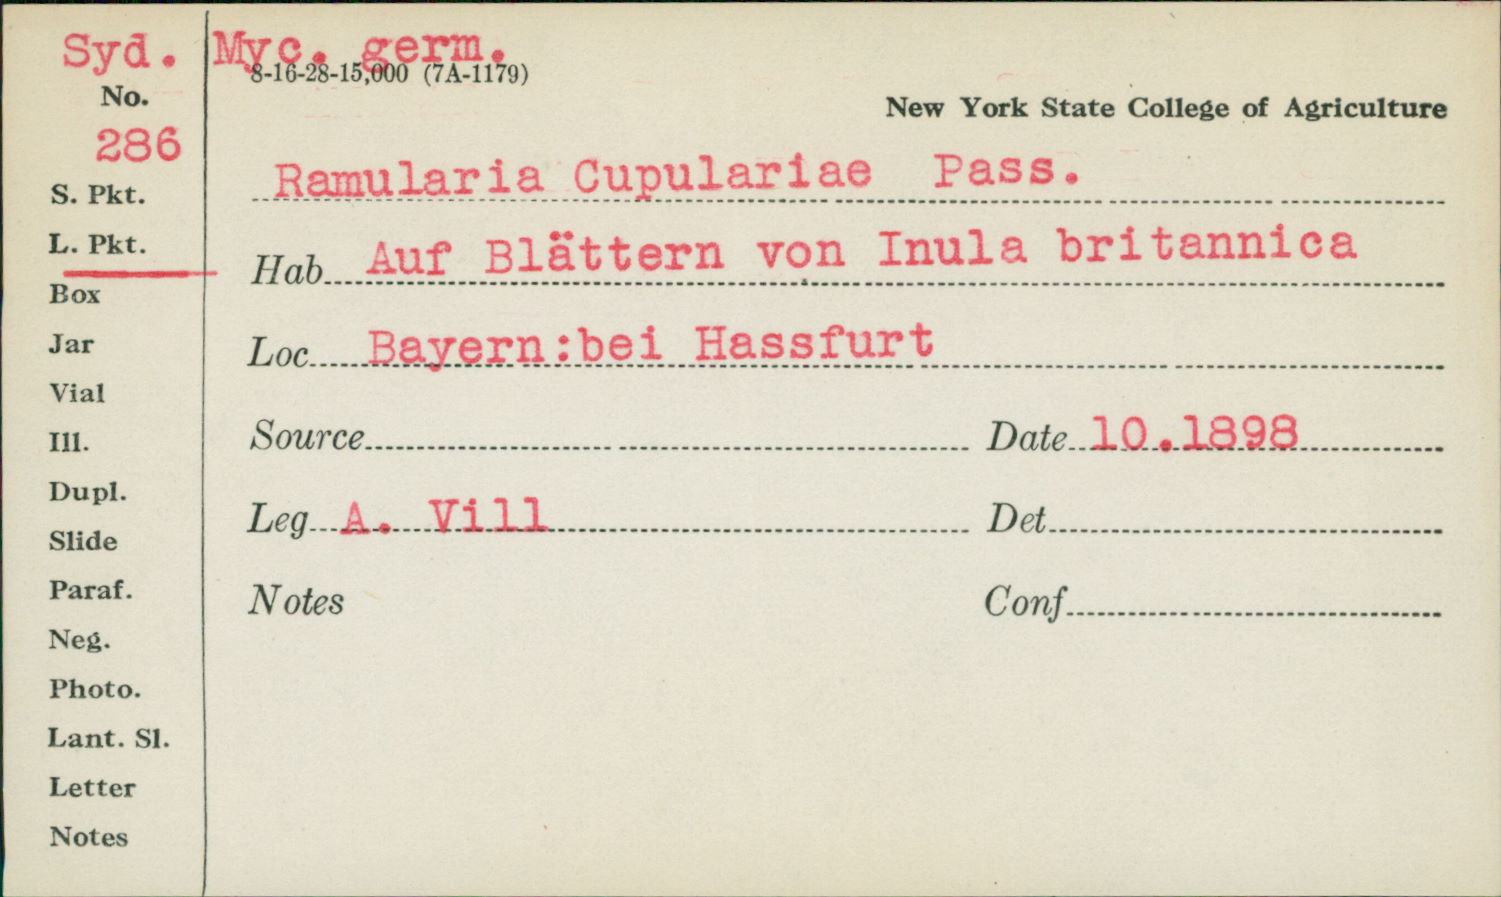 Syd. Myc. germ.
8-16-28-15,000 (7A-1179)
No.
New York State College of Agriculture
286
Ramularia Cupulariae Pass.
S. Pkt.
L. Pkt.
Hab. Auf Blättern von Inula britannica
Box
Jar
Loc. Bayern:bei Hassfurt
Vial
Ill.
Source Date 10.1898
Dupl.
Leg. A. Vill Det.
Slide
Paraf.
Notes Conf.
Neg.
Photo.
Lant. Sl.
Letter
Notes